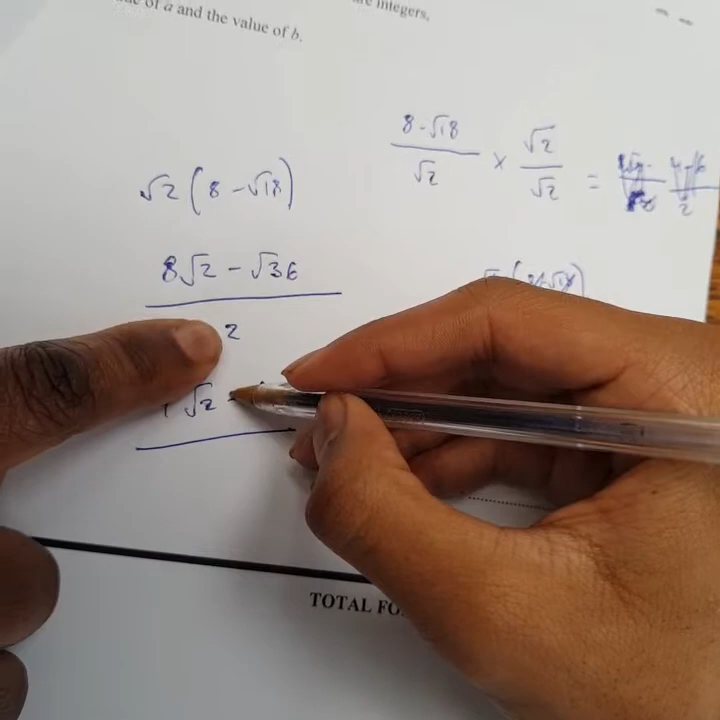 of a and the value of b.
integers,
8 - √18 / √2 × √2 / √2 =
√2 (8 - √18)
8√2 - √36
2
√2 -
TOTAL FO